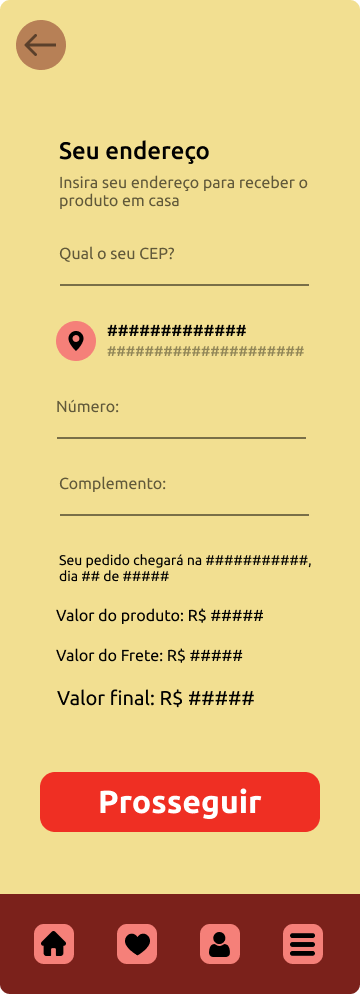 Seu endereço
Insira seu endereço para receber o
produto em casa
Qual o seu CEP?
#############
#####################
Número:
Complemento:
Seu pedido chegará na ###########,
dia ## de #####
Valor do produto: R$ #####
Valor do Frete: R$ #####
Valor final: R$ #####
Prosseguir